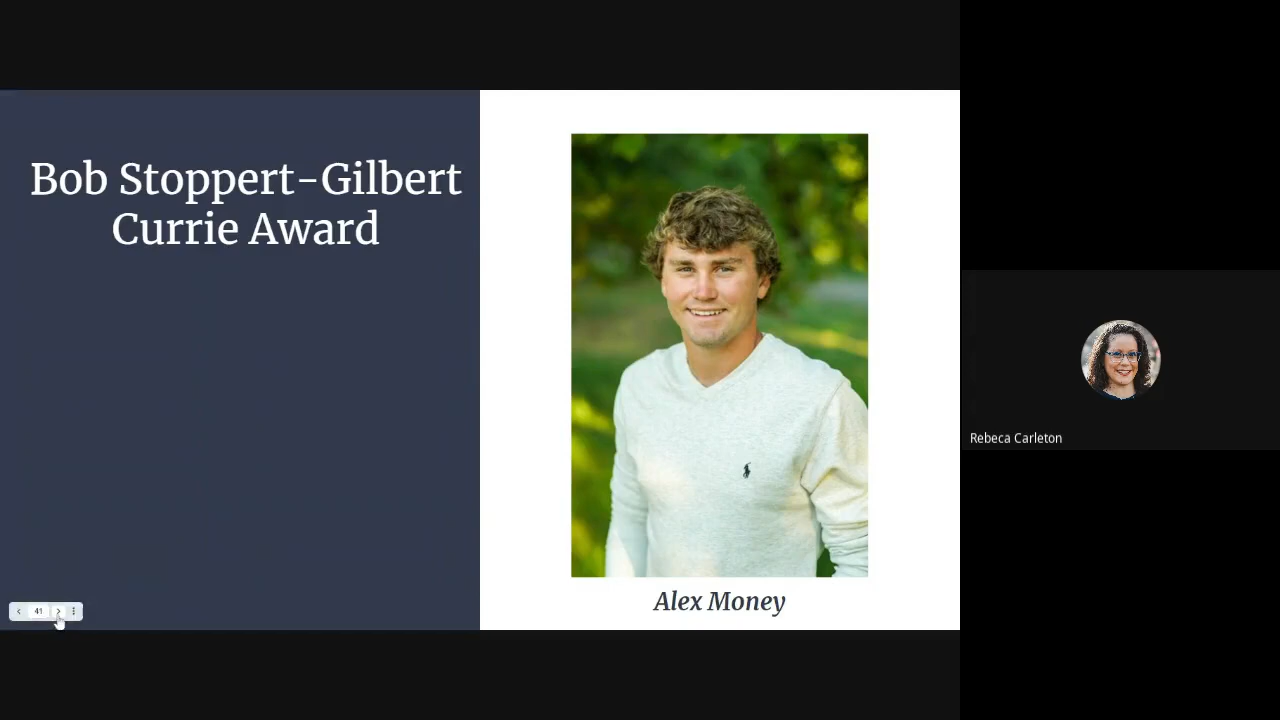 Bob Stoppert-Gilbert
Currie Award
Alex Money
41
Rebeca Carleton